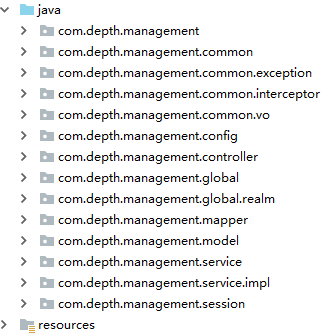 java
com.depth.management
com.depth.management.common
com.depth.management.common.exception
com.depth.management.common.interceptor
com.depth.management.common.vo
com.depth.management.config
com.depth.management.controller
com.depth.management.global
com.depth.management.global.realm
com.depth.management.mapper
com.depth.management.model
com.depth.management.service
com.depth.management.service.impl
com.depth.management.session
resources